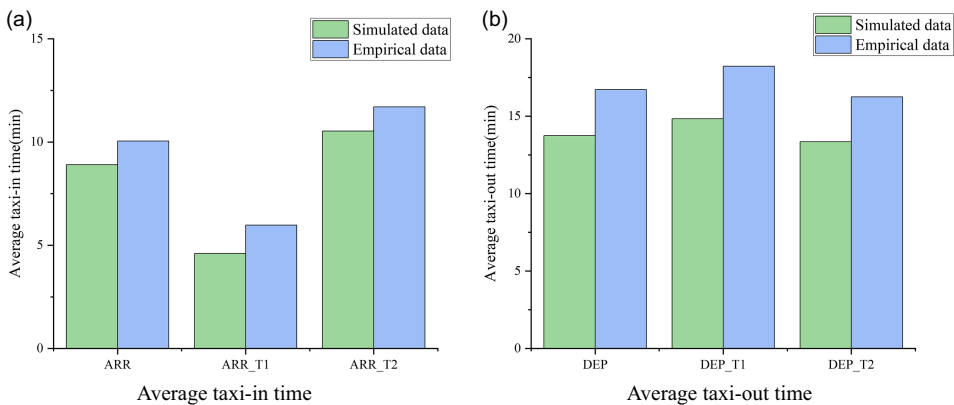 (a)
Simulated data
Empirical data
15
10
5
0
Average taxi-in time(min)
ARR
ARR_T1
ARR_T2
Average taxi-in time
(b)
Simulated data
Empirical data
20
15
10
5
0
Average taxi-out time(min)
DEP
DEP_T1
DEP_T2
Average taxi-out time